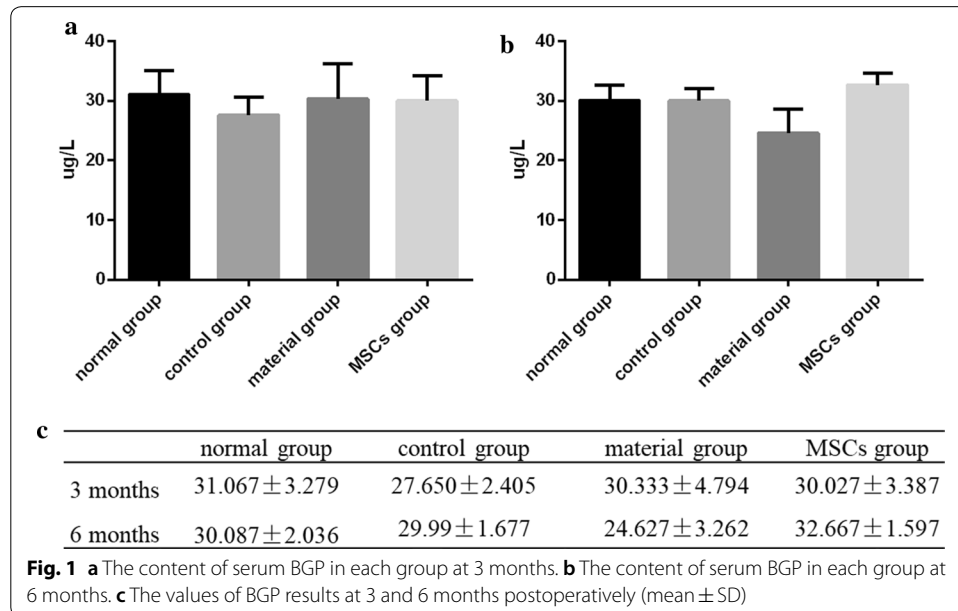 a
40
30
20
10
0
ug/L
normal group
control group
material group
MSCs group
b
40
30
20
10
0
ug/L
normal group
control group
material group
MSCs group
c
normal group control group material group MSCs group
3 months 31.067±3.279 27.650±2.405 30.333±4.794 30.027±3.387
6 months 30.087±2.036 29.99±1.677 24.627±3.262 32.667±1.597
Fig. 1 a The content of serum BGP in each group at 3 months. b The content of serum BGP in each group at
6 months. c The values of BGP results at 3 and 6 months postoperatively (mean ± SD)